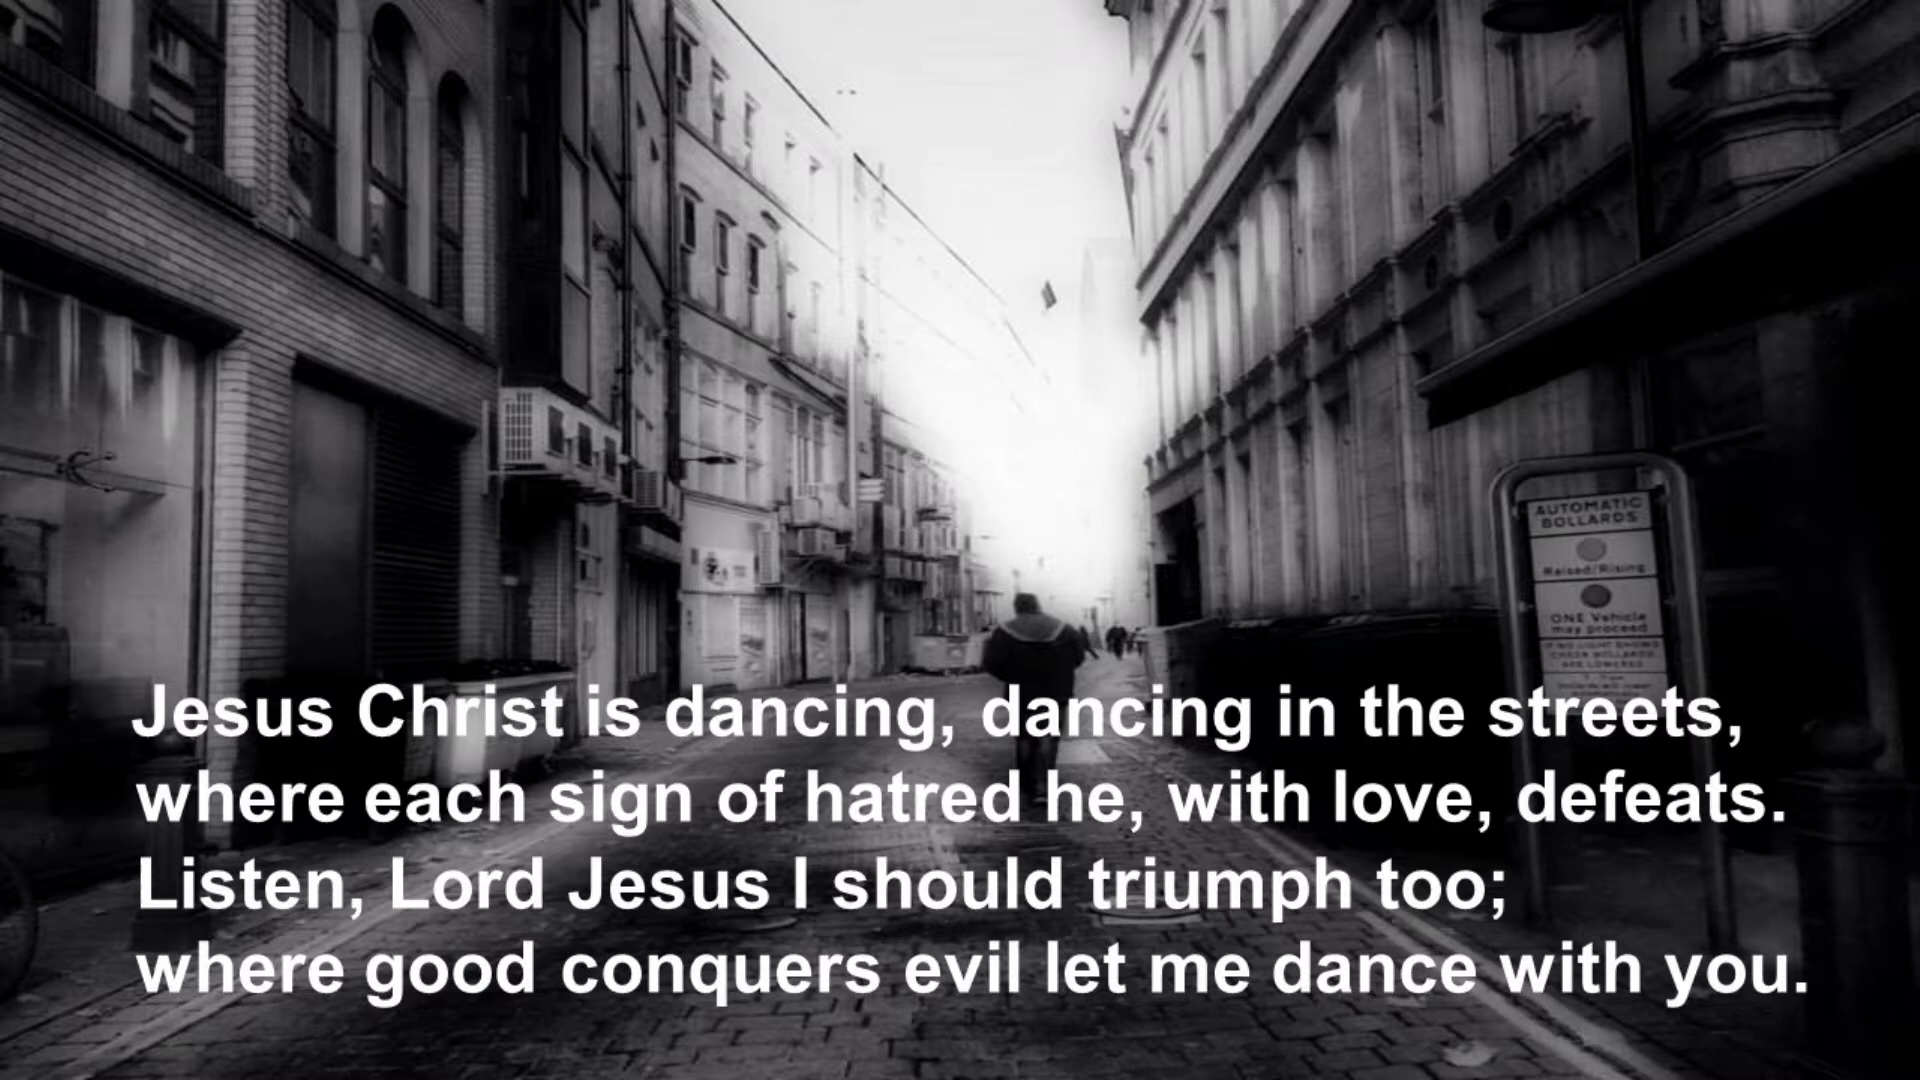 AUTOMATIC
BOLLARDS
Raised/Rising
ONE Vehicle
may proceed
Jesus Christ is dancing, dancing in the streets,
where each sign of hatred he, with love, defeats.
Listen, Lord Jesus I should triumph too;
where good conquers evil let me dance with you.